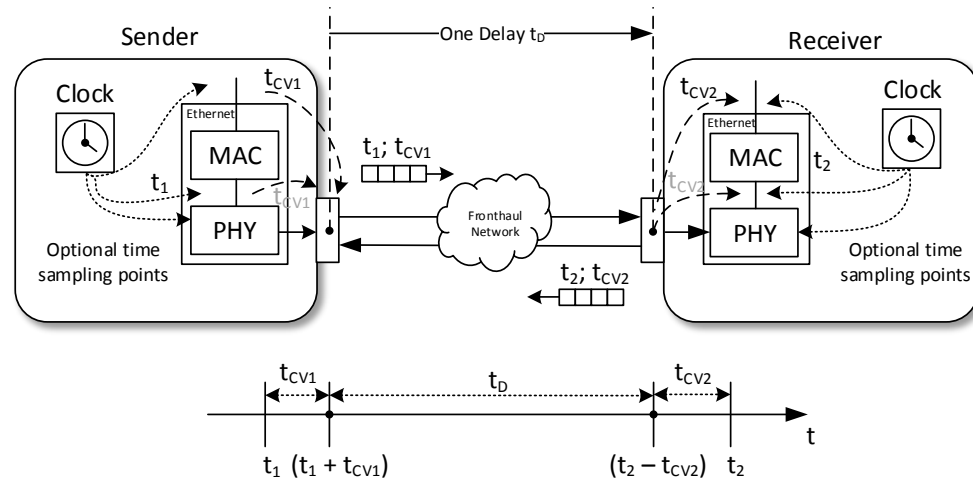 Sender
One Delay tD
Receiver
Clock
tCV1
Ethernet
MAC
t1
tCV1
PHY
Optional time
sampling points
t1; tCV1
Fronthaul
Network
t2; tCV2
tCV2
Ethernet
MAC
tCV2
PHY
t2
Clock
Optional time
sampling points
tCV1
tD
tCV2
t
t1 (t1 + tCV1)
(t2 – tCV2) t2